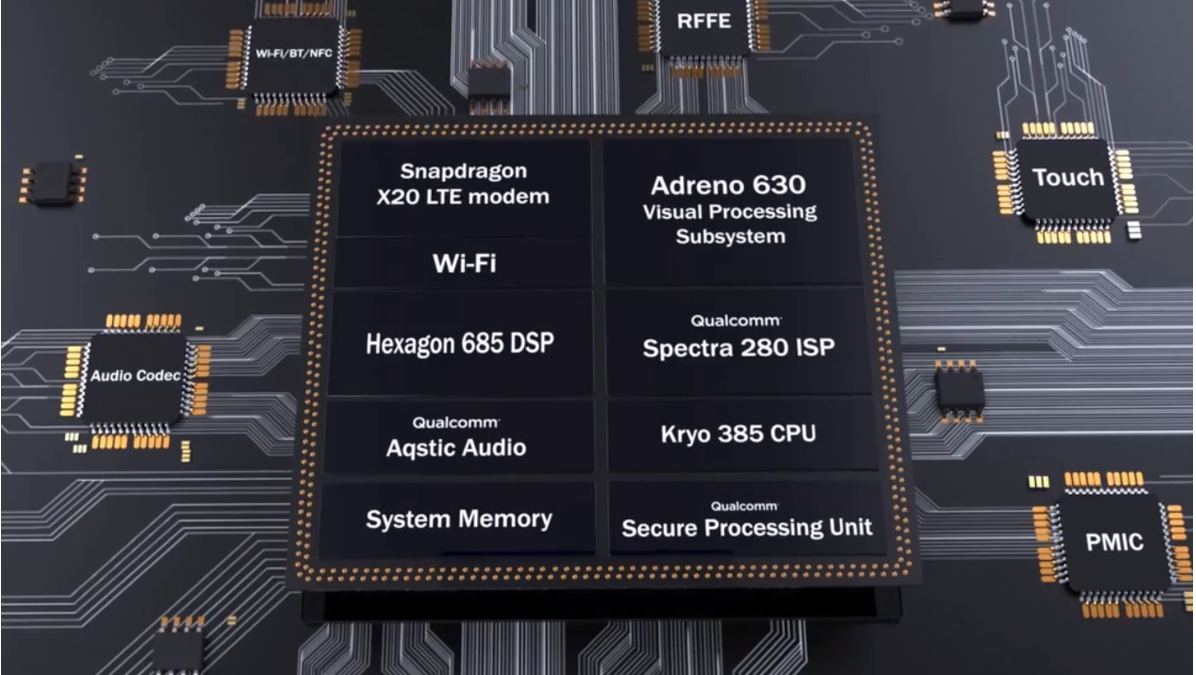 RFFE
Wi-Fi/BT/NFC
Snapdragon
X20 LTE modem
Adreno 630
Visual Processing
Subsystem
Touch
Wi-Fi
Hexagon 685 DSP
Qualcomm
Spectra 280 ISP
Audio Codec
Qualcomm
Aqstic Audio
Kryo 385 CPU
System Memory
Qualcomm
Secure Processing Unit
PMIC